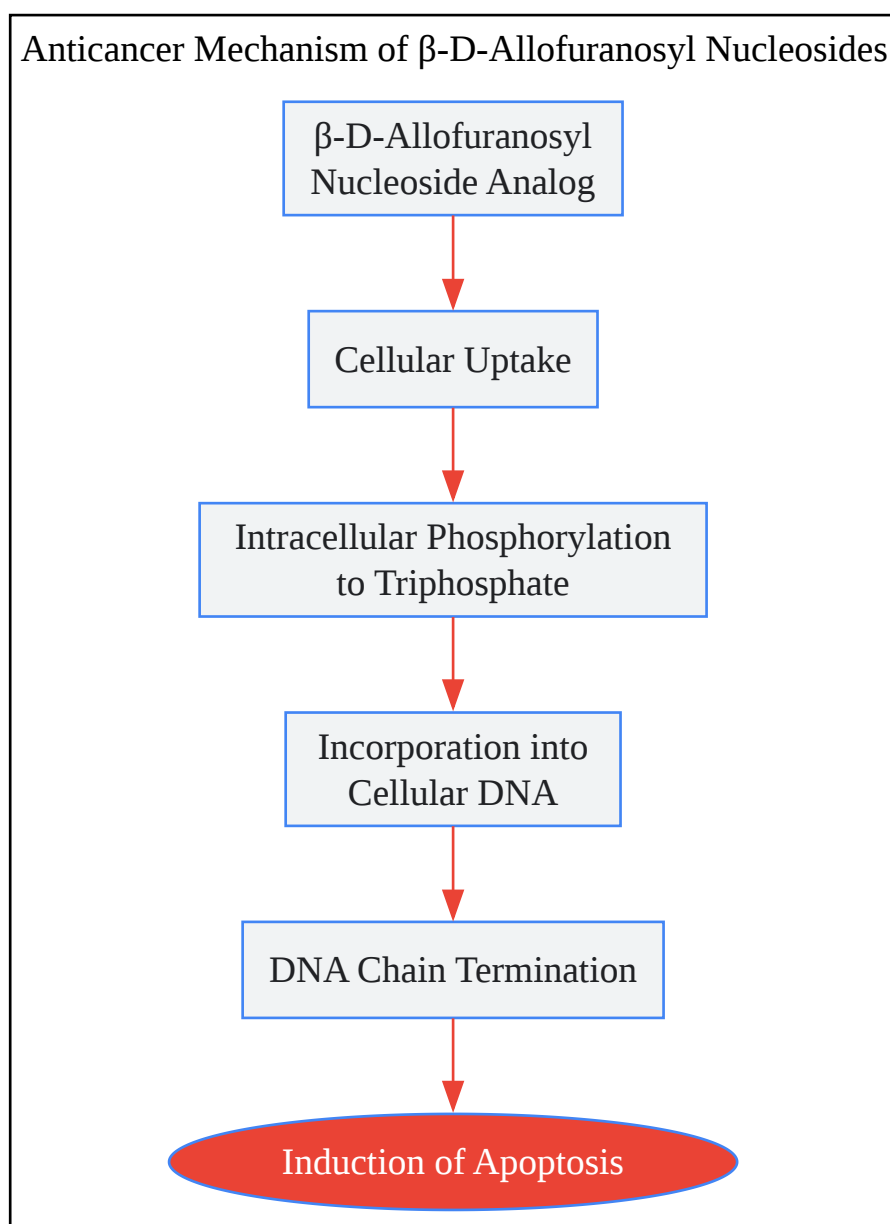 Anticancer Mechanism of β-D-Allofuranosyl Nucleosides
β-D-Allofuranosyl
Nucleoside Analog
Cellular Uptake
Intracellular Phosphorylation
to Triphosphate
Incorporation into
Cellular DNA
DNA Chain Termination
Induction of Apoptosis